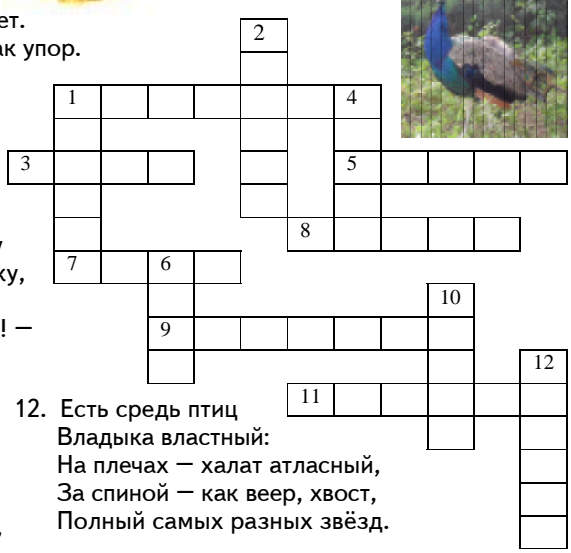 ет.
ак упор.
2
1
4
3
5
8
у
ку,
7
6
10
! —
9
12
11
12. Есть средь птиц
Владыка властный:
На плечах — халат атласный,
За спиной — как веер, хвост,
Полный самых разных звёзд.